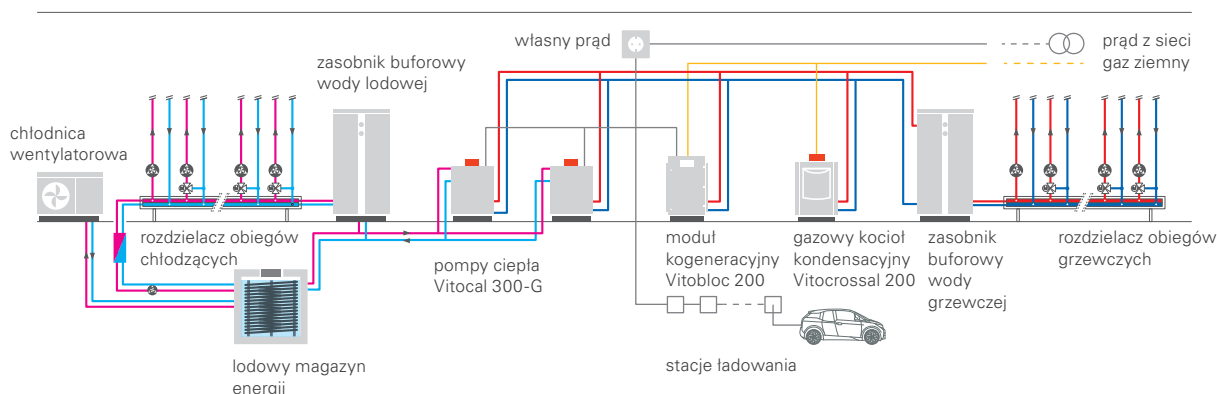 własny prąd
prąd z sieci
gaz ziemny
zasobnik buforowy
wody lodowej
chłodnica
wentylatorowa
rozdzielacz obiegów
chłodzących
pompy ciepła
Vitocal 300-G
moduł
kogeneracyjny
Vitobloc 200
gazowy kocioł
kondensacyjny
Vitocrossal 200
zasobnik
buforowy
wody
grzewczej
rozdzielacz obiegów
grzewczych
lodowy magazyn
energii
stacje ładowania